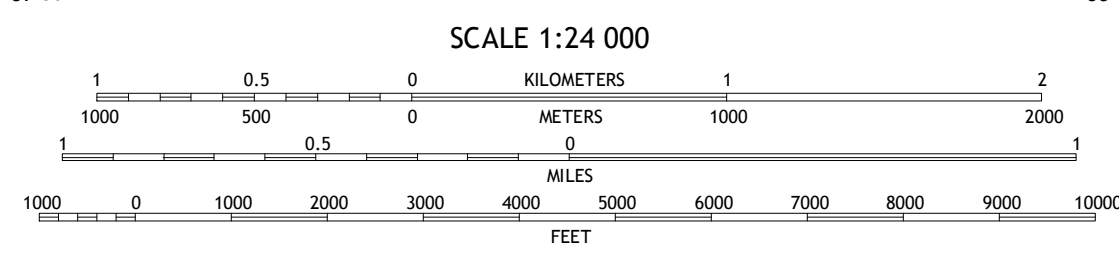 SCALE 1:24 000
1 0.5 0 KILOMETERS 1 2
1000 500 0 METERS 1000 2000
1 0.5 0 1
MILES
1000 0 1000 2000 3000 4000 5000 6000 7000 8000 9000 10000
FEET